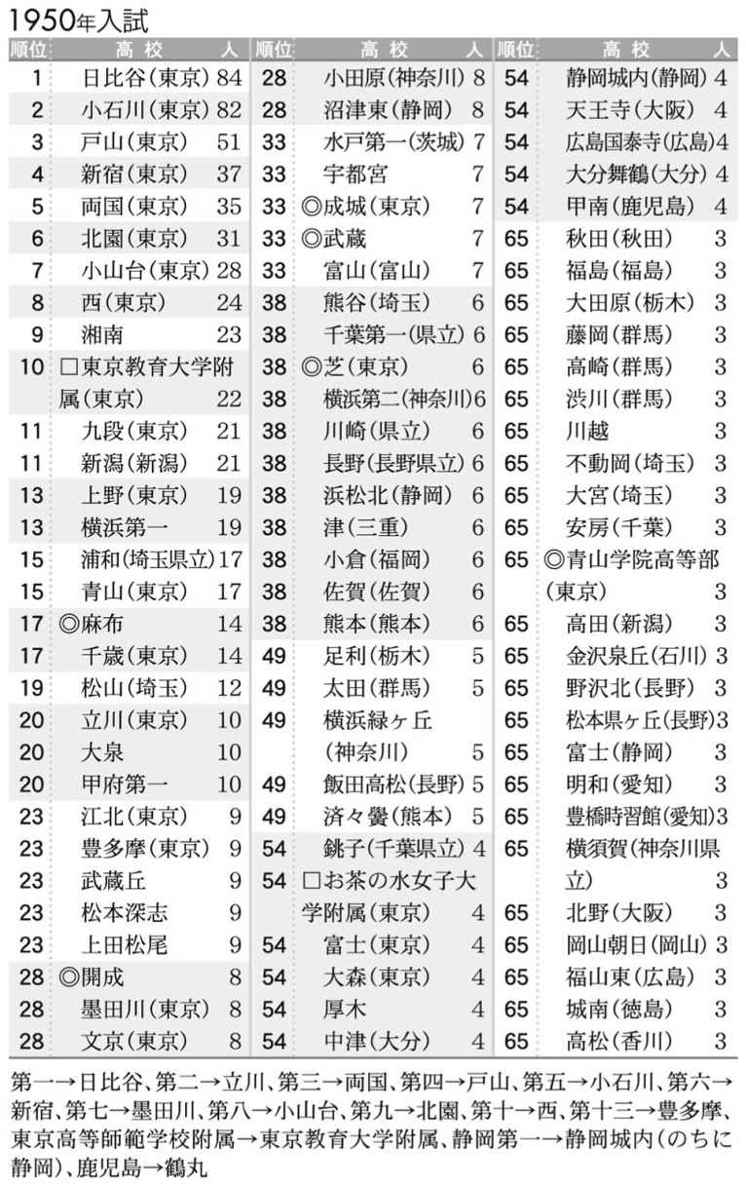 1950年入試
順位 高校 人
1 日比谷(東京) 84
2 小石川(東京) 82
3 戸山(東京) 51
4 新宿(東京) 37
5 両国(東京) 35
6 北園(東京) 31
7 小山台(東京) 28
8 西(東京) 24
9 湘南 23
10 □東京教育大学附
属(東京) 22
11 九段(東京) 21
11 新潟(新潟) 21
13 上野(東京) 19
13 横浜第一 19
15 浦和(埼玉県立) 17
15 青山(東京) 17
17 ◎麻布 14
17 千歳(東京) 14
19 松山(埼玉) 12
20 立川(東京) 10
20 大泉 10
20 甲府第一 10
23 江北(東京) 9
23 豊多摩(東京) 9
23 武蔵丘 9
23 松本深志 9
23 上田松尾 9
28 ◎開成 8
28 墨田川(東京) 8
28 文京(東京) 8
順位 高校 人
28 小田原(神奈川) 8
28 沼津東(静岡) 8
33 水戸第一(茨城) 7
33 宇都宮 7
33 ◎成城(東京) 7
33 ◎武蔵 7
33 富山(富山) 7
38 熊谷(埼玉) 6
38 千葉第一(県立) 6
38 ◎芝(東京) 6
38 横浜第二(神奈川) 6
38 川崎(県立) 6
38 長野(長野県立) 6
38 浜松北(静岡) 6
38 津(三重) 6
38 小倉(福岡) 6
38 佐賀(佐賀) 6
38 熊本(熊本) 6
49 足利(栃木) 5
49 太田(群馬) 5
49 横浜緑ヶ丘
(神奈川) 5
49 飯田高松(長野) 5
49 済々黌(熊本) 5
54 銚子(千葉県立) 4
54 □お茶の水女子大
学附属(東京) 4
54 富士(東京) 4
54 大森(東京) 4
54 厚木 4
54 中津(大分) 4
順位 高校 人
54 静岡城内(静岡) 4
54 天王寺(大阪) 4
54 広島国泰寺(広島) 4
54 大分舞鶴(大分) 4
54 甲南(鹿児島) 4
65 秋田(秋田) 3
65 福島(福島) 3
65 大田原(栃木) 3
65 藤岡(群馬) 3
65 高崎(群馬) 3
65 渋川(群馬) 3
65 川越 3
65 不動岡(埼玉) 3
65 大宮(埼玉) 3
65 安房(千葉) 3
65 ◎青山学院高等部
(東京) 3
65 高田(新潟) 3
65 金沢泉丘(石川) 3
65 野沢北(長野) 3
65 松本県ヶ丘(長野) 3
65 富士(静岡) 3
65 明和(愛知) 3
65 豊橋時習館(愛知) 3
65 横須賀(神奈川県
立) 3
65 北野(大阪) 3
65 岡山朝日(岡山) 3
65 福山東(広島) 3
65 城南(徳島) 3
65 高松(香川) 3
第一→日比谷、第二→立川、第三→両国、第四→戸山、第五→小石川、第六→
新宿、第七→墨田川、第八→小山台、第九→北園、第十→西、第十三→豊多摩、
東京高等師範学校附属→東京教育大学附属、静岡第一→静岡城内(のちに
静岡)、鹿児島→鶴丸